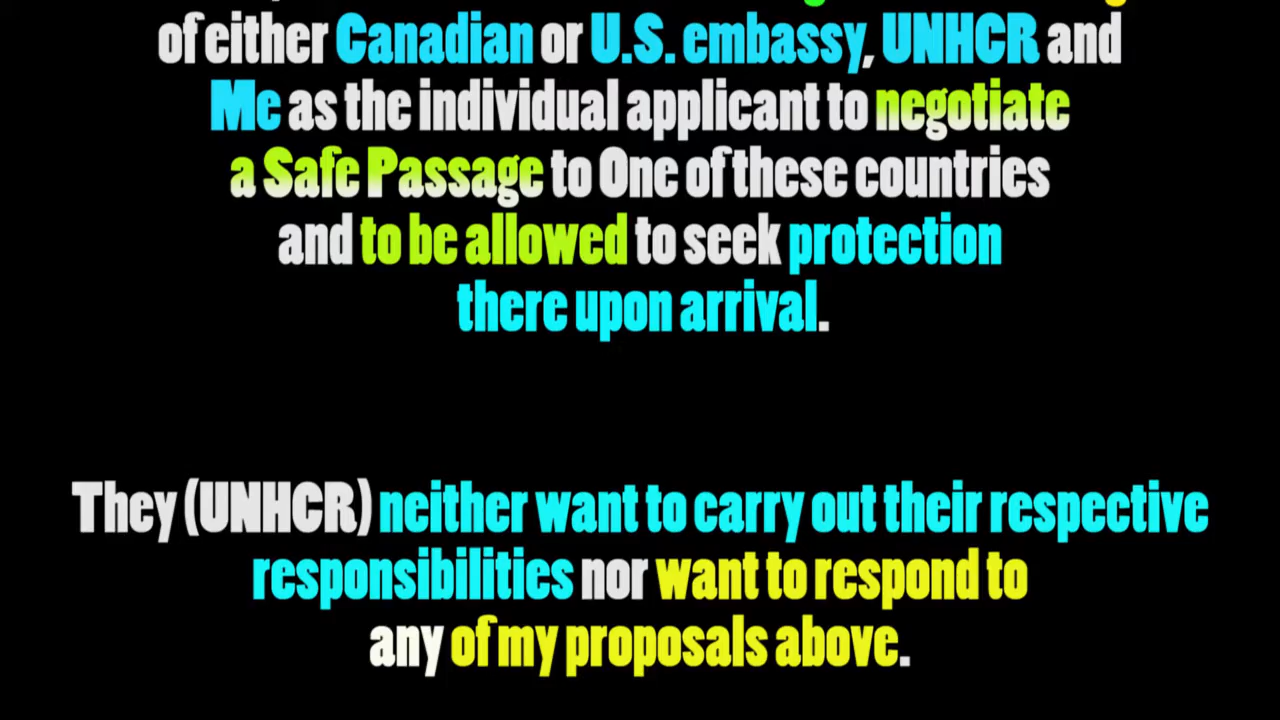 of either Canadian or U.S. embassy, UNHCR and
Me as the individual applicant to negotiate
a Safe Passage to One of these countries
and to be allowed to seek protection
there upon arrival.
They (UNHCR) neither want to carry out their respective
responsibilities nor want to respond to
any of my proposals above.